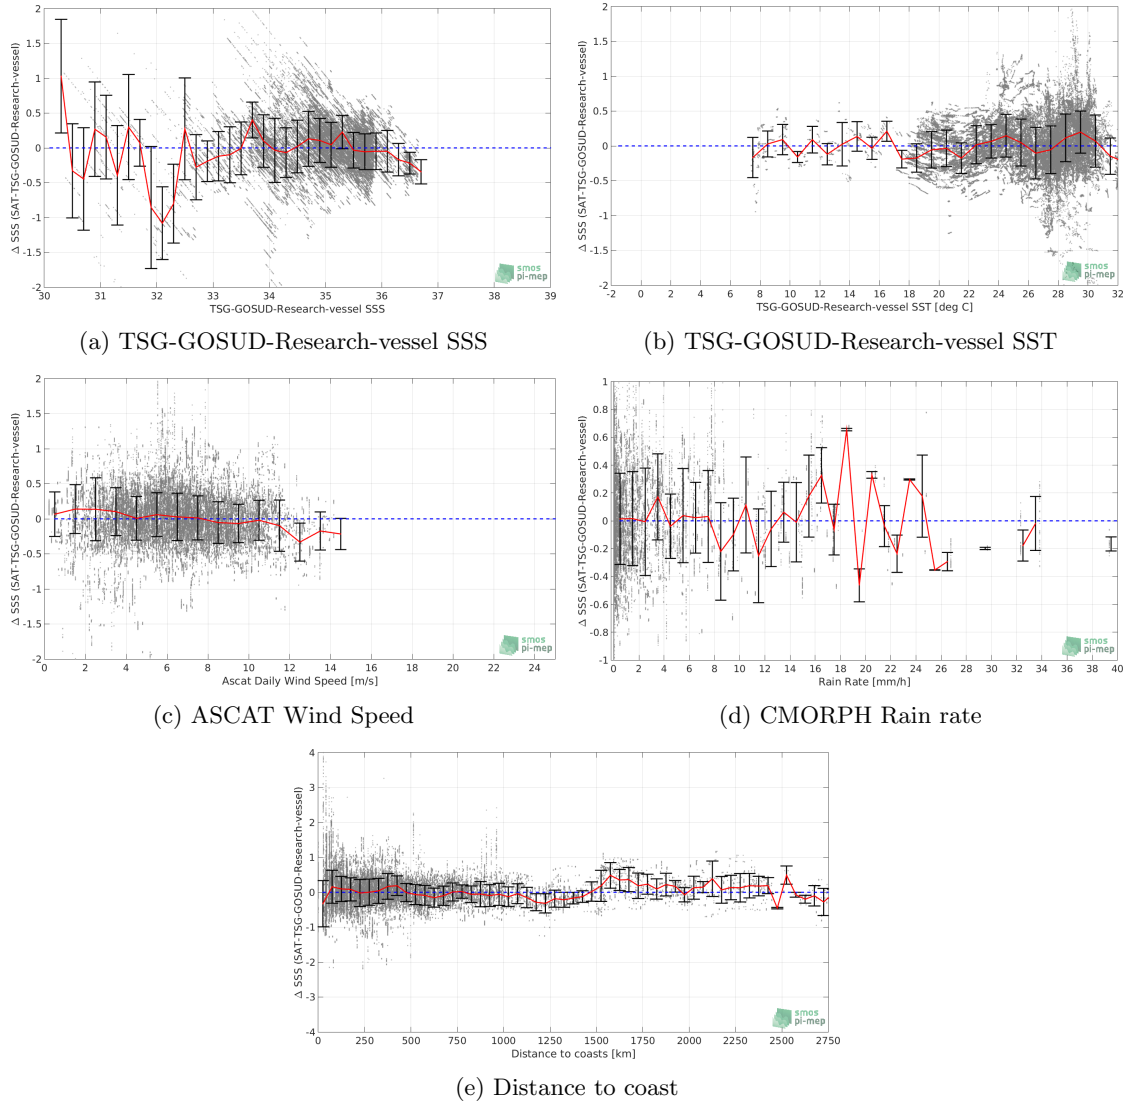 Δ SSS (SAT-TSG-GOSUD-Research-vessel)
2
1.5
1
0.5
0
-0.5
-1
-1.5
-2
30 31 32 33 34 35 36 37 38 39
TSG-GOSUD-Research-vessel SSS
smos
pi-mep
(a) TSG-GOSUD-Research-vessel SSS
Δ SSS (SAT-TSG-GOSUD-Research-vessel)
2
1.5
1
0.5
0
-0.5
-1
-1.5
-2
-2 0 2 4 6 8 10 12 14 16 18 20 22 24 26 28 30 32
TSG-GOSUD-Research-vessel SST [deg C]
smos
pi-mep
(b) TSG-GOSUD-Research-vessel SST
Δ SSS (SAT-TSG-GOSUD-Research-vessel)
2
1.5
1
0.5
0
-0.5
-1
-1.5
-2
0 2 4 6 8 10 12 14 16 18 20 22 24
Ascat Daily Wind Speed [m/s]
smos
pi-mep
(c) ASCAT Wind Speed
Δ SSS (SAT-TSG-GOSUD-Research-vessel)
1
0.8
0.6
0.4
0.2
0
-0.2
-0.4
-0.6
-0.8
-1
0 2 4 6 8 10 12 14 16 18 20 22 24 26 28 30 32 34 36 38 40
Rain Rate [mm/h]
smos
pi-mep
(d) CMORPH Rain rate
Δ SSS (SAT-TSG-GOSUD-Research-vessel)
4
3
2
1
0
-1
-2
-3
-4
0 250 500 750 1000 1250 1500 1750 2000 2250 2500 2750
Distance to coasts [km]
smos
pi-mep
(e) Distance to coast